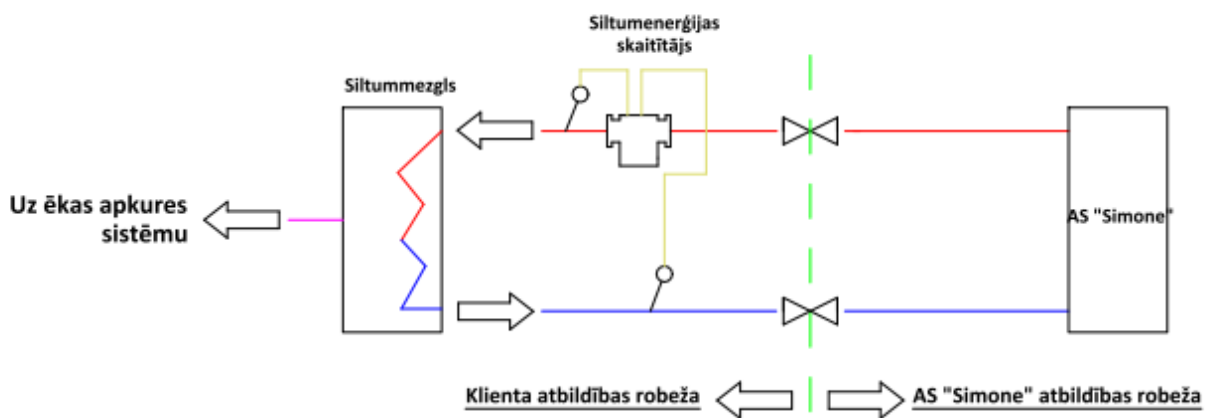 Siltumenerģijas
skaitītājs
Siltummezgls
Uz ēkas apkures
sistēmu
AS "Simone"
Klienta atbildības robeža
AS "Simone" atbildības robeža